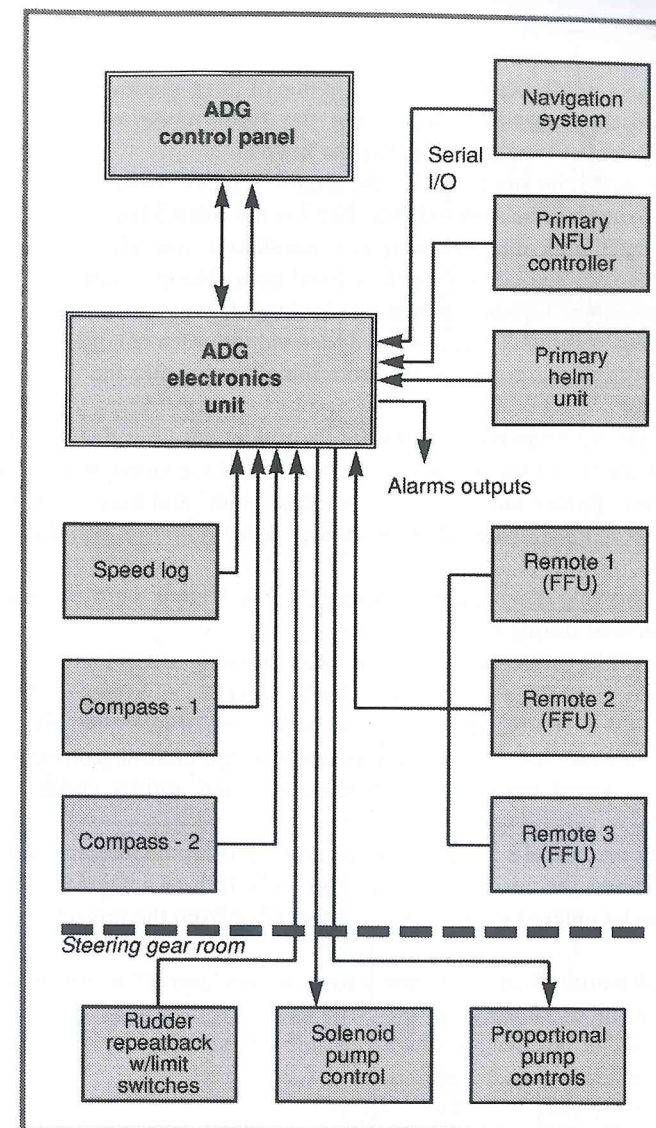 ADG
control panel
Navigation
system
Serial
I/O
Primary
NFU
controller
ADG
electronics
unit
Primary
helm
unit
Alarms outputs
Speed log
Remote 1
(FFU)
Compass - 1
Remote 2
(FFU)
Compass - 2
Remote 3
(FFU)
Steering gear room
Rudder
repeatback
w/limit
switches
Solenoid
pump
control
Proportional
pump
controls